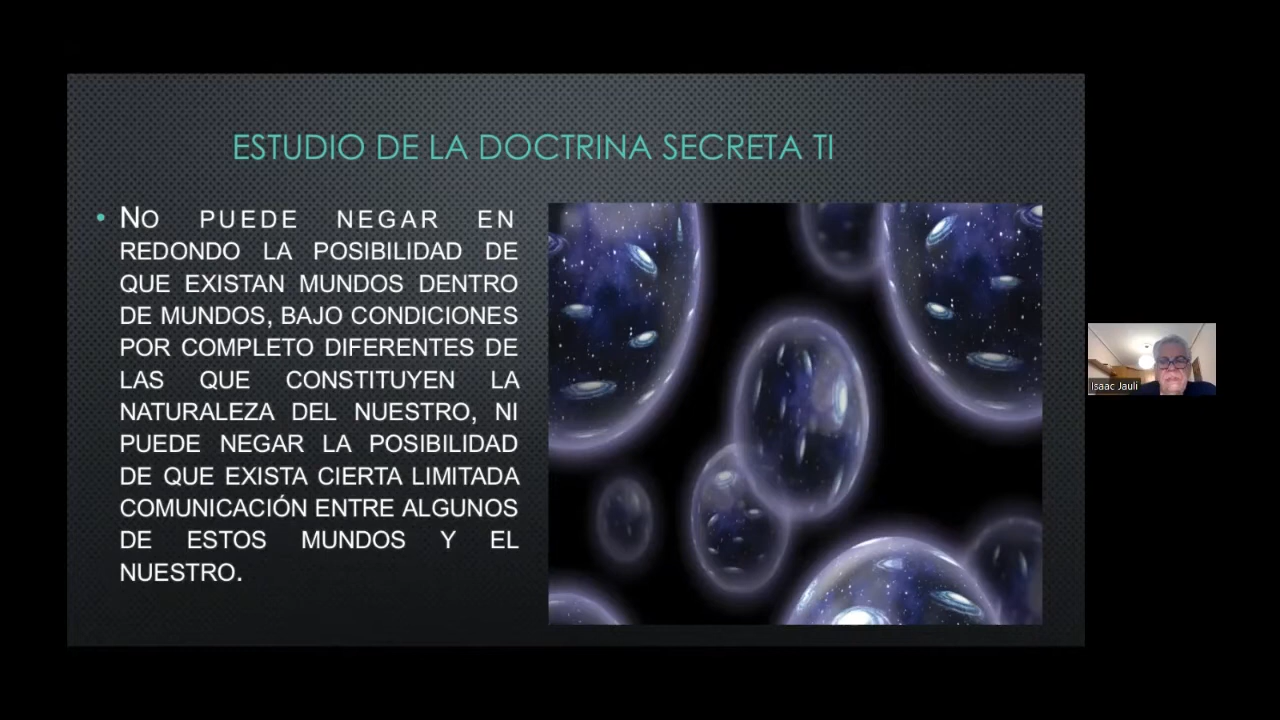 ESTUDIO DE LA DOCTRINA SECRETA TI
• NO PUEDE NEGAR EN
REDONDO LA POSIBILIDAD DE
QUE EXISTAN MUNDOS DENTRO
DE MUNDOS, BAJO CONDICIONES
POR COMPLETO DIFERENTES DE
LAS QUE CONSTITUYEN LA
NATURALEZA DEL NUESTRO, NI
PUEDE NEGAR LA POSIBILIDAD
DE QUE EXISTA CIERTA LIMITADA
COMUNICACIÓN ENTRE ALGUNOS
DE ESTOS MUNDOS Y EL
NUESTRO.
Isaac Jauli